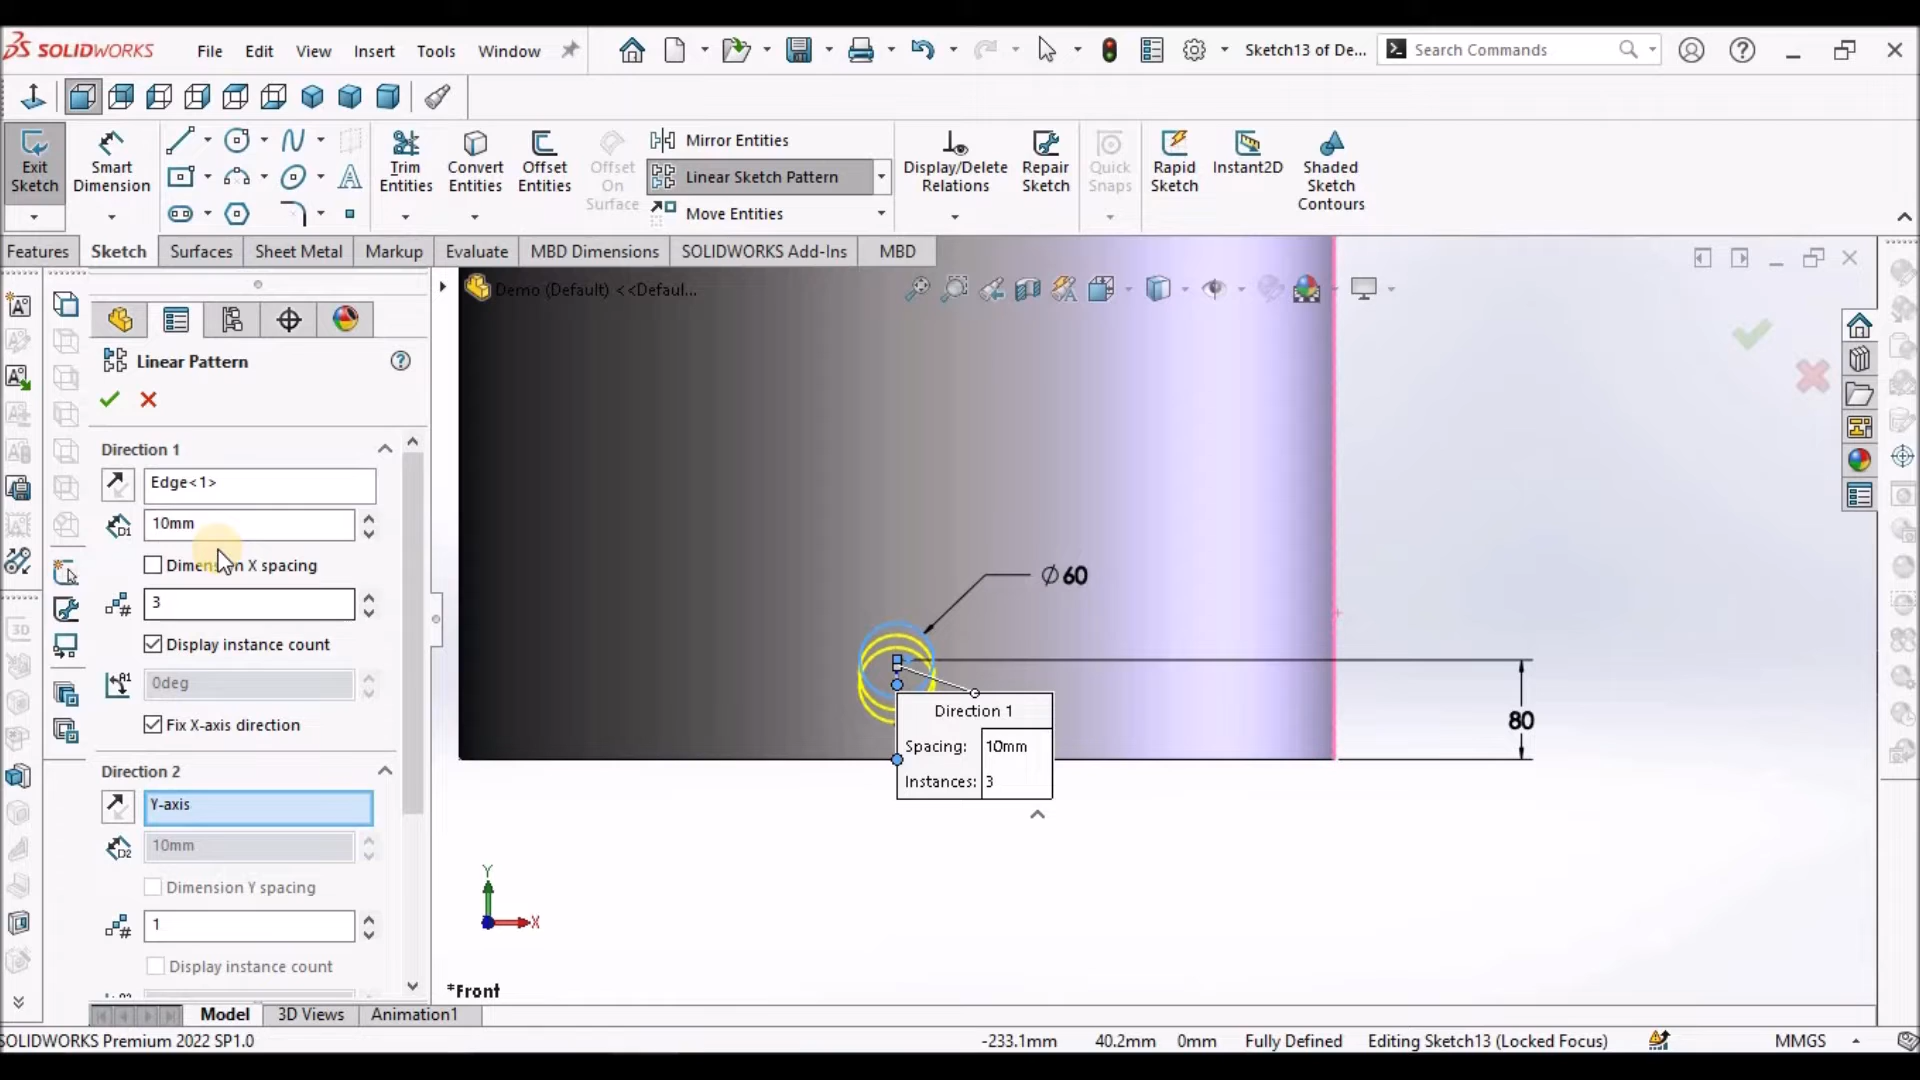 SOLIDWORKS
File Edit View Insert Tools Window
Sketch13 of De...
Search Commands
Exit Sketch
Smart Dimension
Trim Entities
Convert Entities
Offset Entities
Offset On Surface
Mirror Entities
Linear Sketch Pattern
Move Entities
Display/Delete Relations
Repair Sketch
Quick Snaps
Rapid Sketch
Instant2D
Shaded Sketch Contours
Features Sketch Surfaces Sheet Metal Markup Evaluate MBD Dimensions SOLIDWORKS Add-Ins MBD
Demo (Default) <<Defaul...
Linear Pattern
Direction 1
Edge<1>
D1 10mm
Dimension X spacing
# 3
Display instance count
A1 0deg
Fix X-axis direction
Direction 2
Y-axis
D2 10mm
Dimension Y spacing
# 1
Display instance count
3D
∅60
80
Direction 1
Spacing: 10mm
Instances: 3
Y
X
*Front
Model 3D Views Animation1
SOLIDWORKS Premium 2022 SP1.0
-233.1mm 40.2mm 0mm Fully Defined Editing Sketch13 (Locked Focus) MMGS